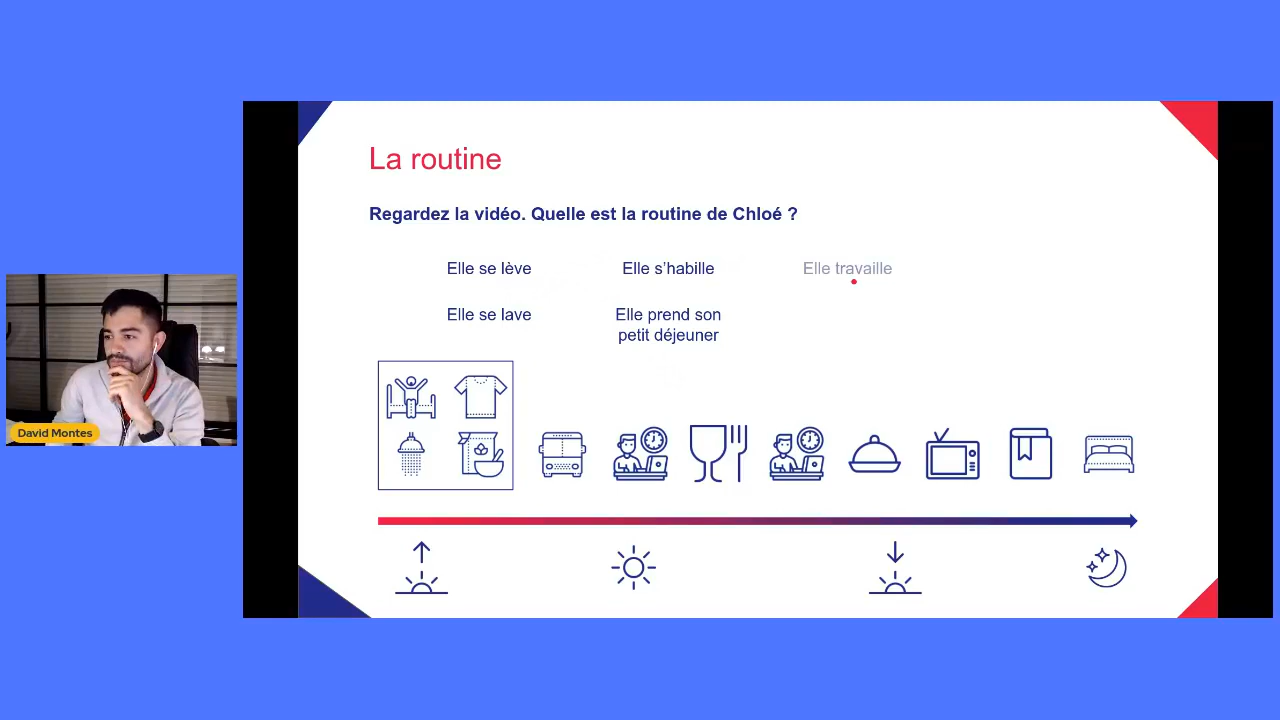 La routine
Regardez la vidéo. Quelle est la routine de Chloé ?
Elle se lève
Elle s’habille
Elle travaille
Elle se lave
Elle prend son
petit déjeuner
David Montes